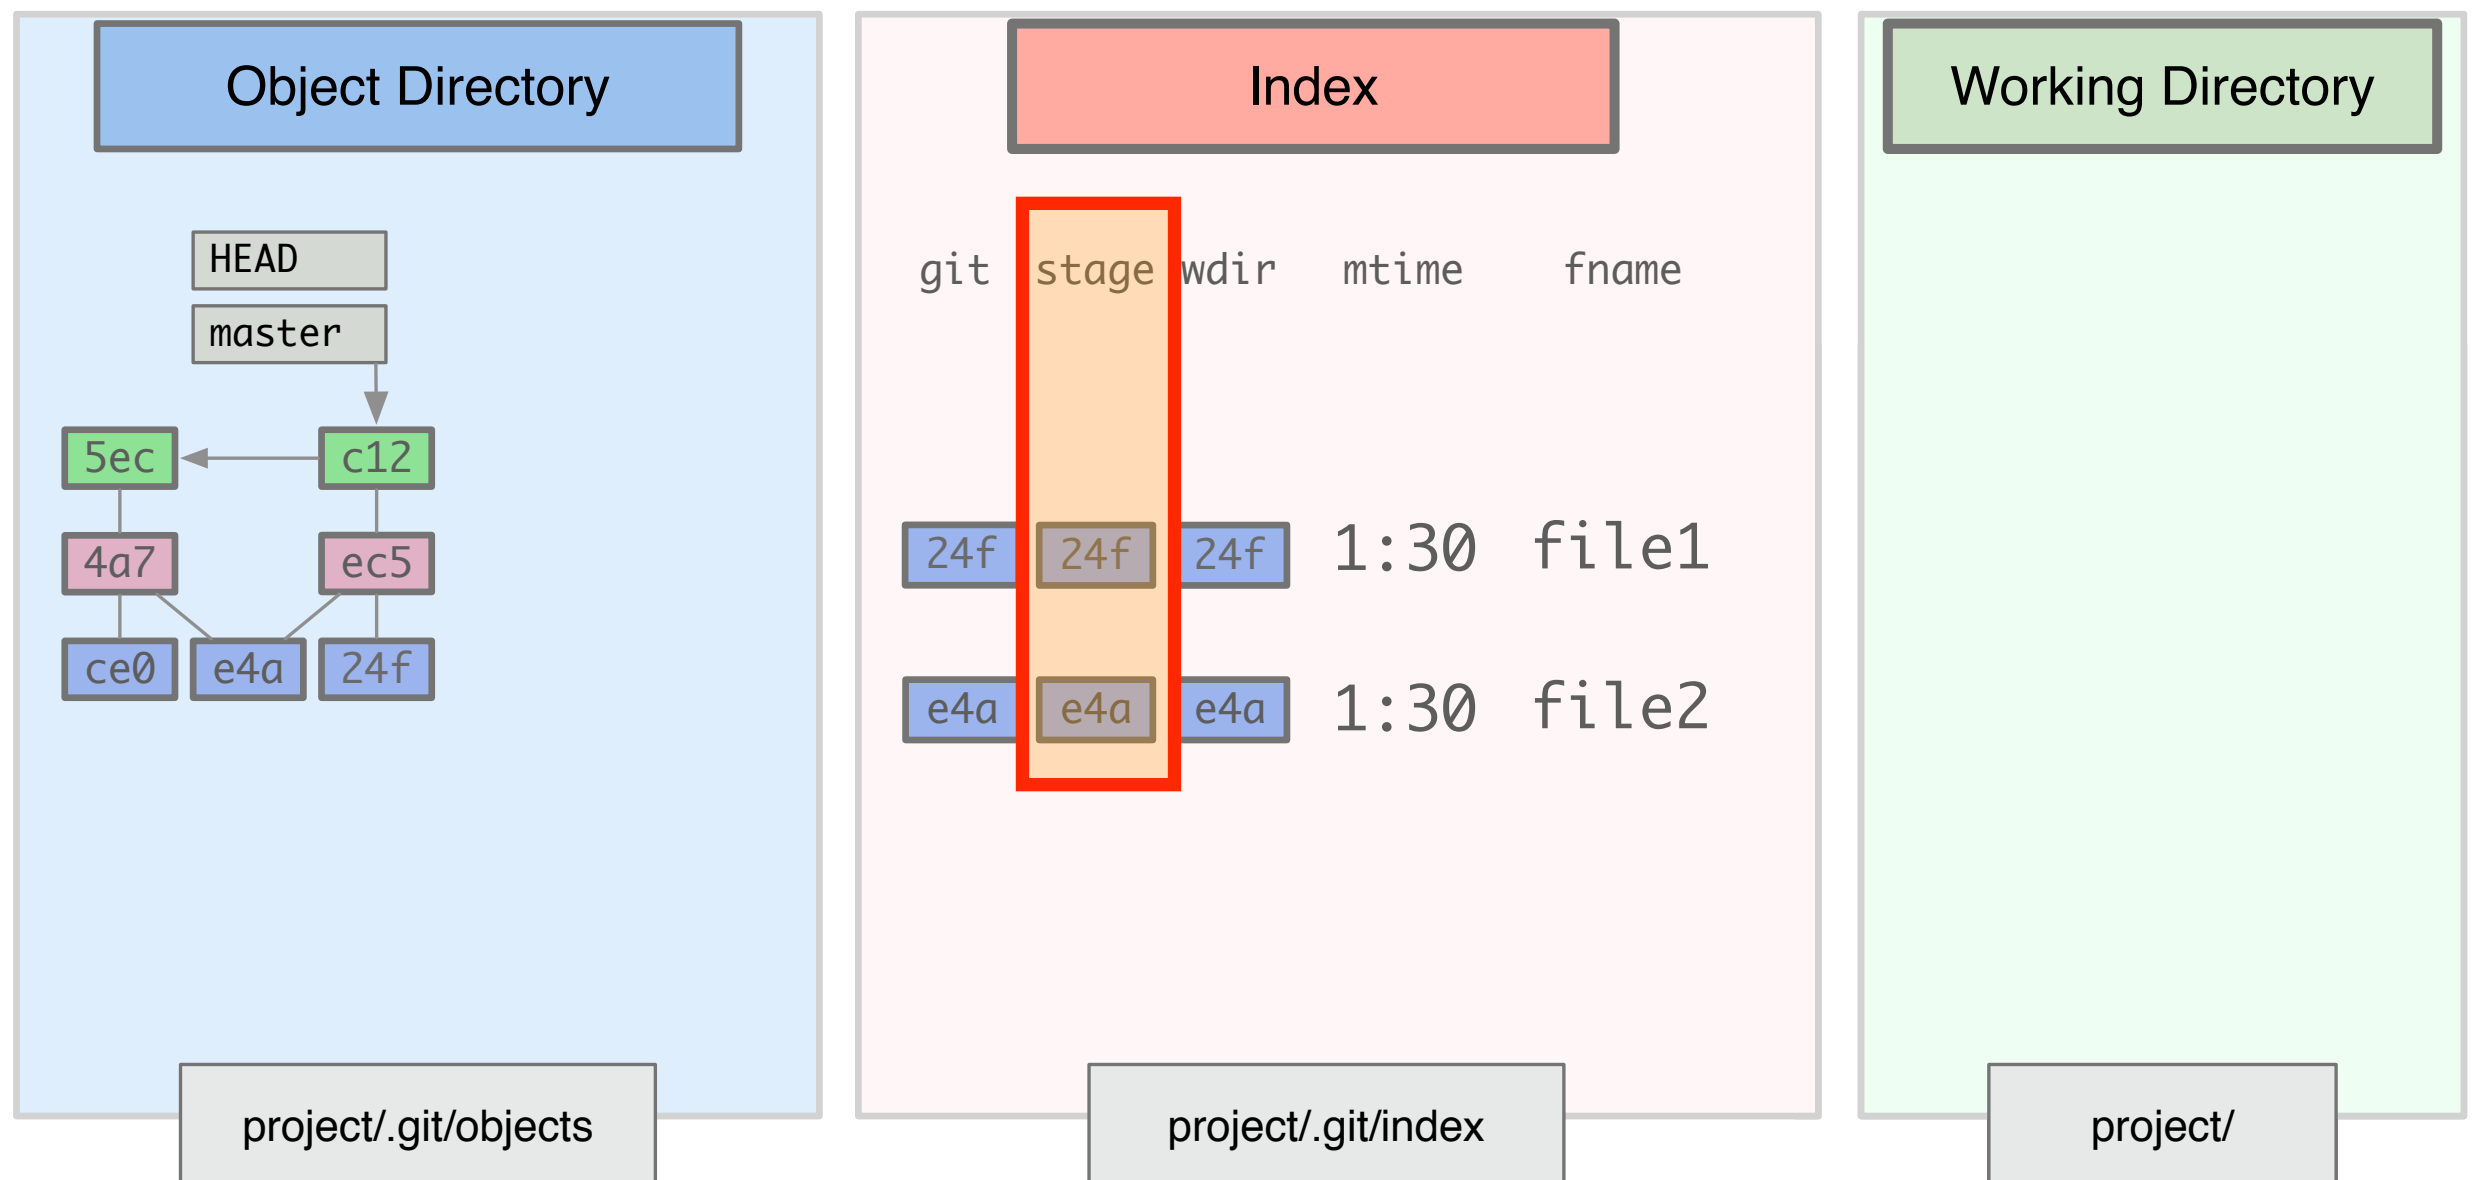 Object Directory
HEAD
master
5ec c12
4a7 ec5
ce0 e4a 24f
project/.git/objects
Index
git stage wdir mtime fname
24f 24f 24f 1:30 file1
e4a e4a e4a 1:30 file2
project/.git/index
Working Directory
project/